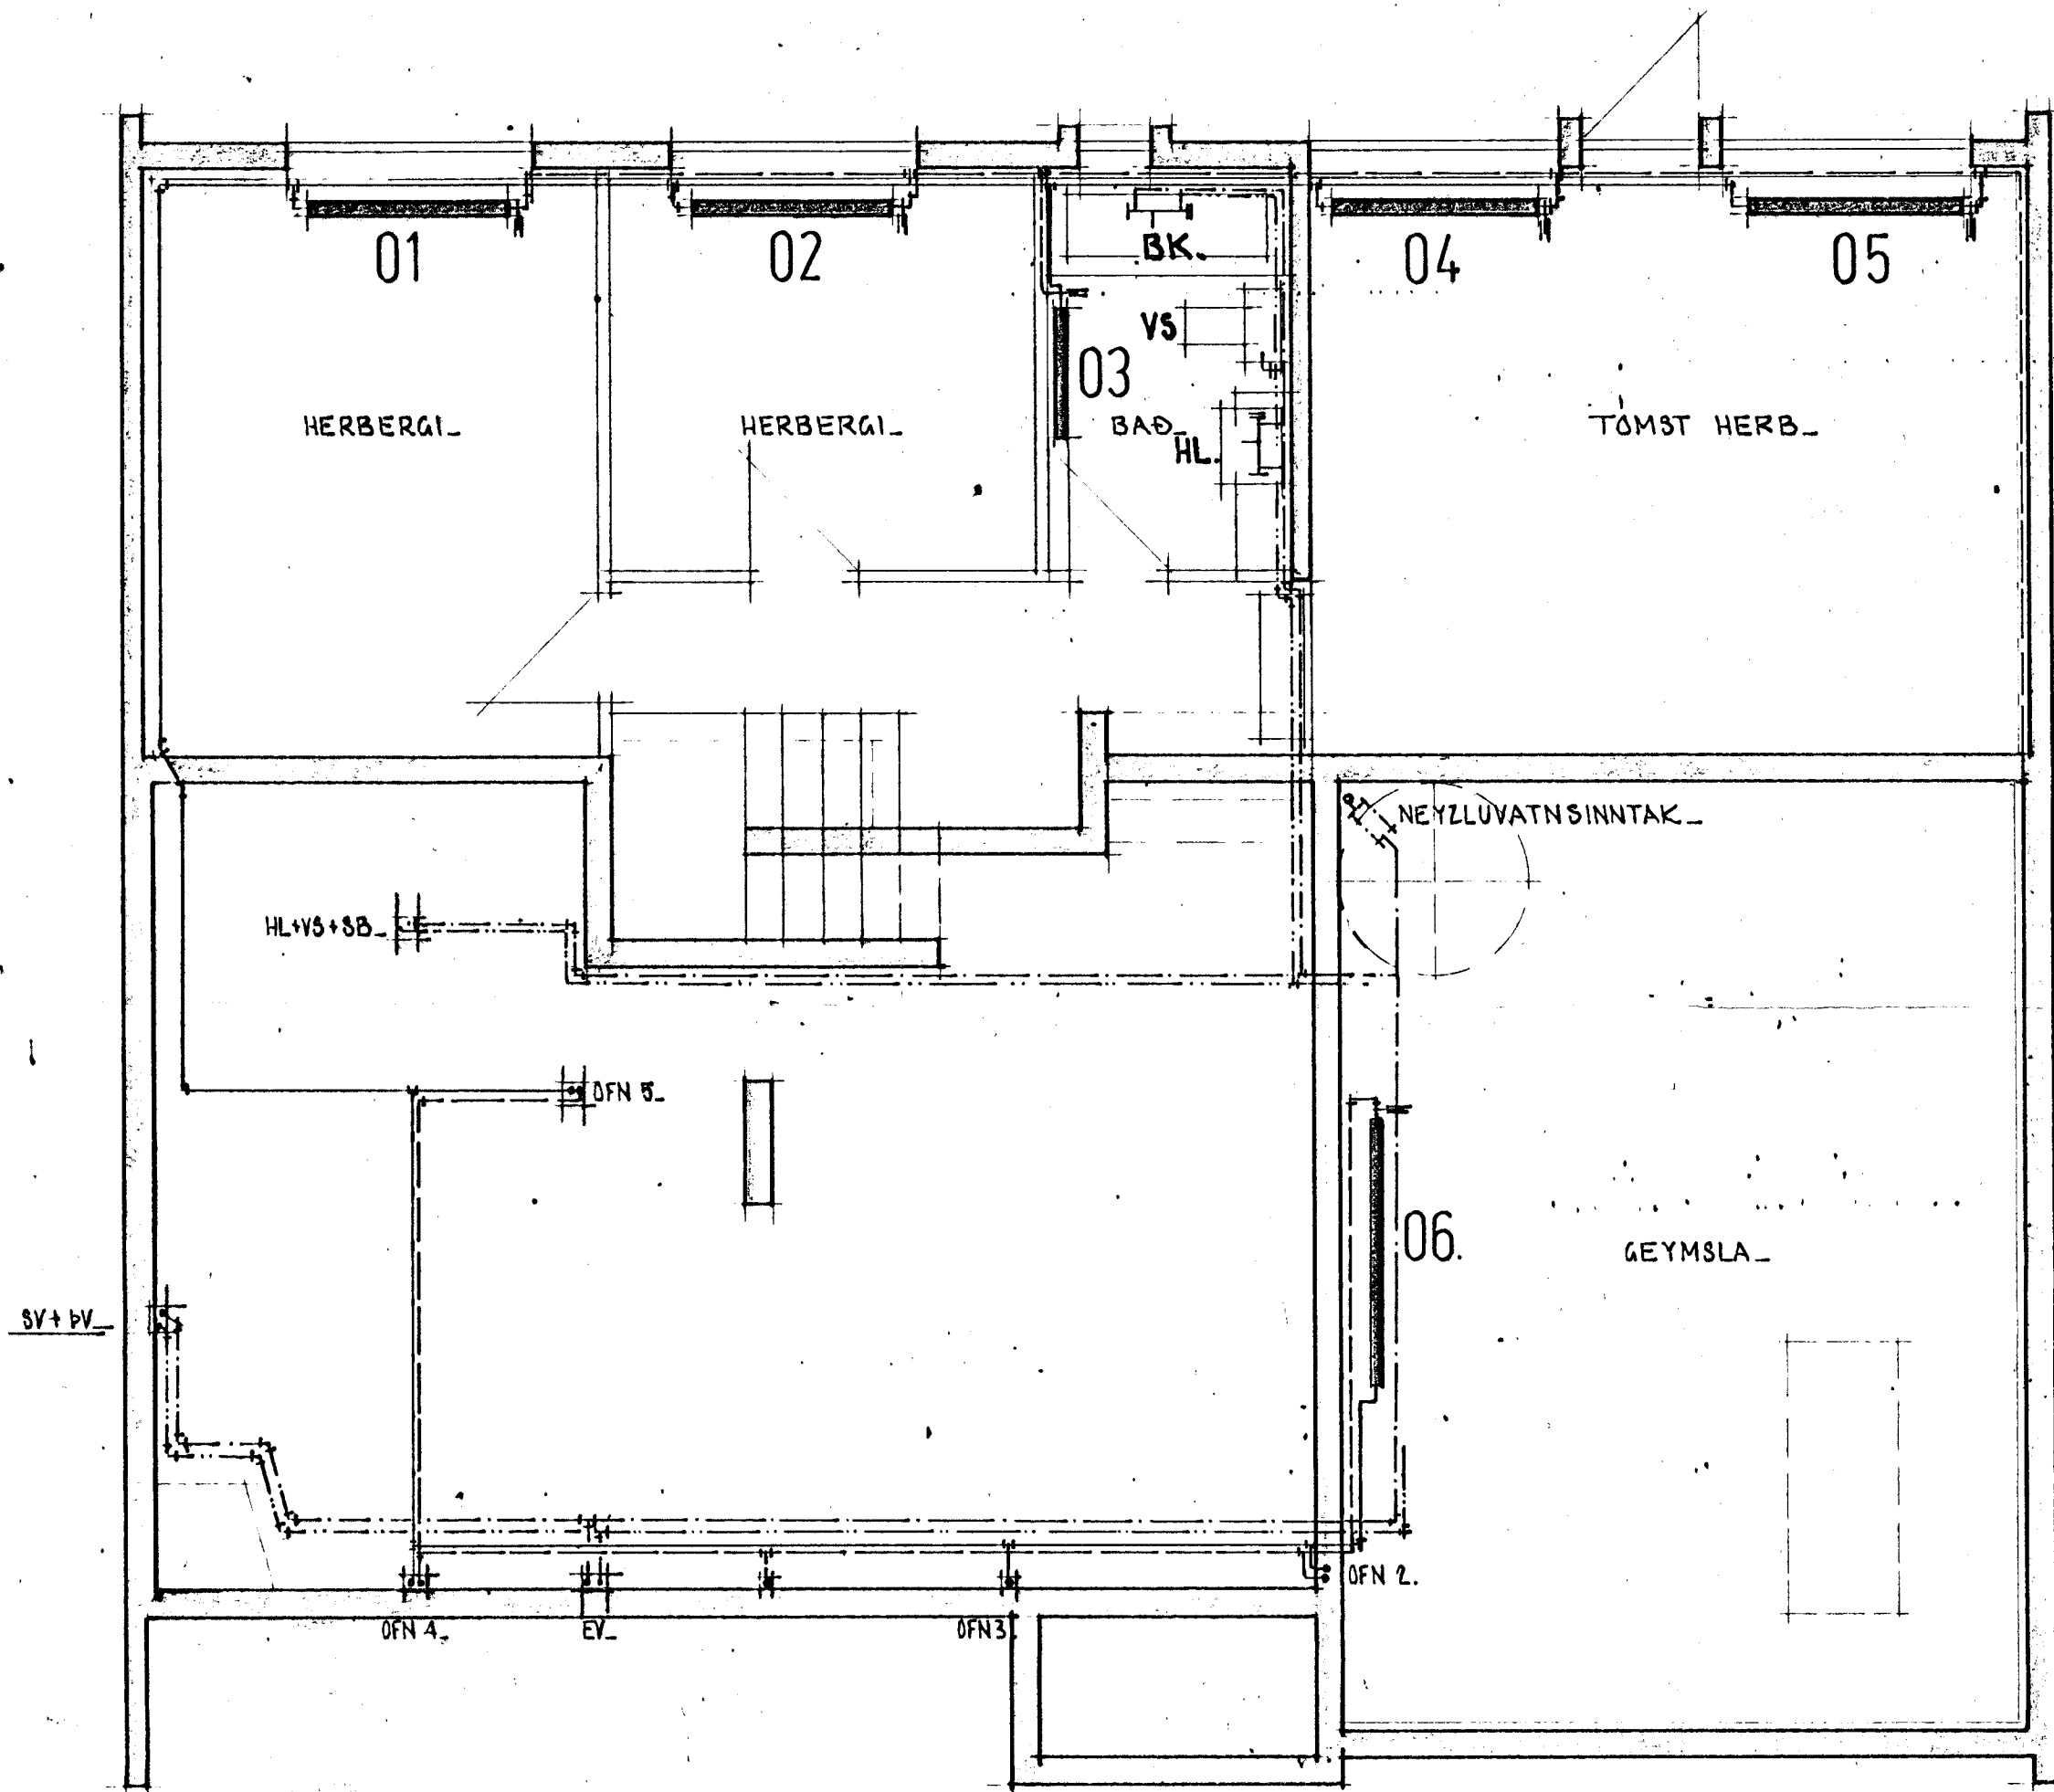 01
02
BK.
04
05
VS
03
HERBERGI_
HERBERGI_
BAÐ_
HL.
TÓMST HERB_
NEYZLUVATNSINNTAK_
HL+VS+SB_
OFN 5_
06.
GEYMSLA_
SV+ÞV_
OFN 2.
OFN 4_
EV_
OFN3